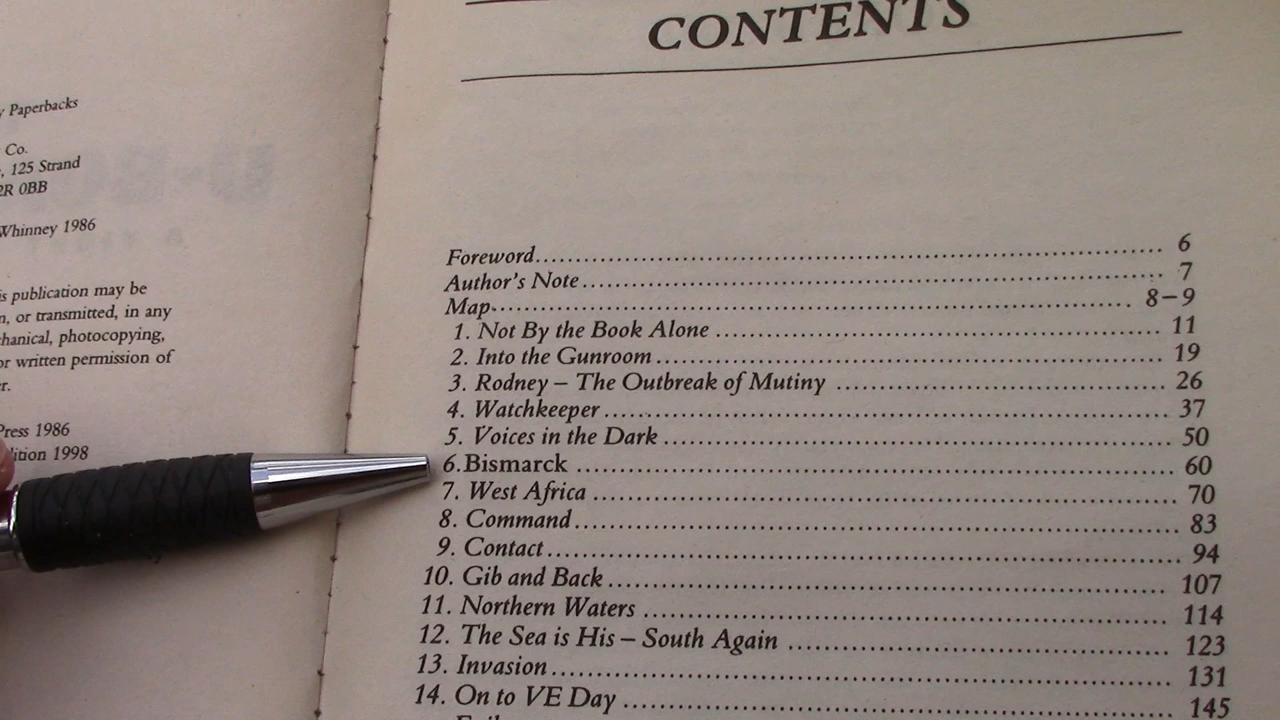 y Paperbacks
Co.
, 125 Strand
2R 0BB
Whinney 1986
is publication may be
n, or transmitted, in any
chanical, photocopying,
or written permission of
r.
Press 1986
lition 1998
CONTENTS
Foreword 6
Author's Note 7
Map 8–9
1. Not By the Book Alone 11
2. Into the Gunroom 19
3. Rodney – The Outbreak of Mutiny 26
4. Watchkeeper 37
5. Voices in the Dark 50
6.Bismarck 60
7. West Africa 70
8. Command 83
9. Contact 94
10. Gib and Back 107
11. Northern Waters 114
12. The Sea is His – South Again 123
13. Invasion 131
14. On to VE Day 145